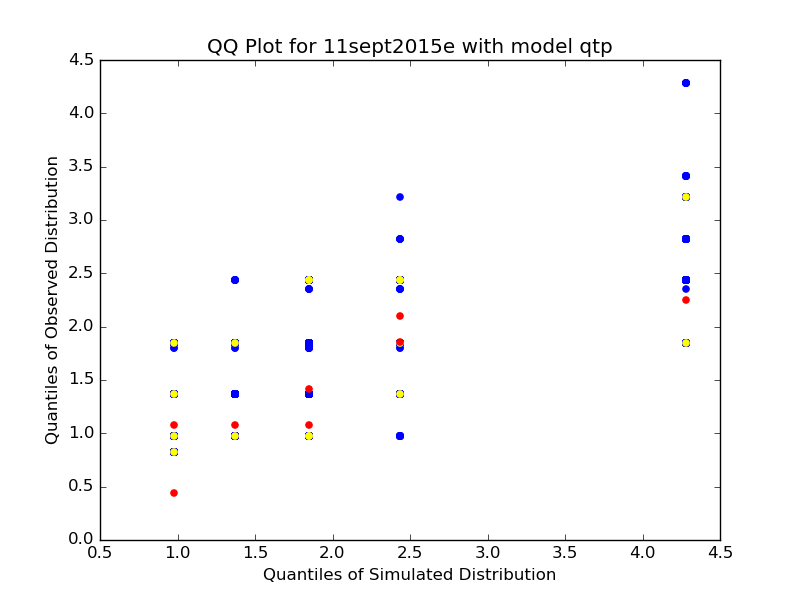 QQ Plot for 11sept2015e with model qtp
Quantiles of Observed Distribution
4.5
4.0
3.5
3.0
2.5
2.0
1.5
1.0
0.5
0.0
0.5 1.0 1.5 2.0 2.5 3.0 3.5 4.0 4.5
Quantiles of Simulated Distribution